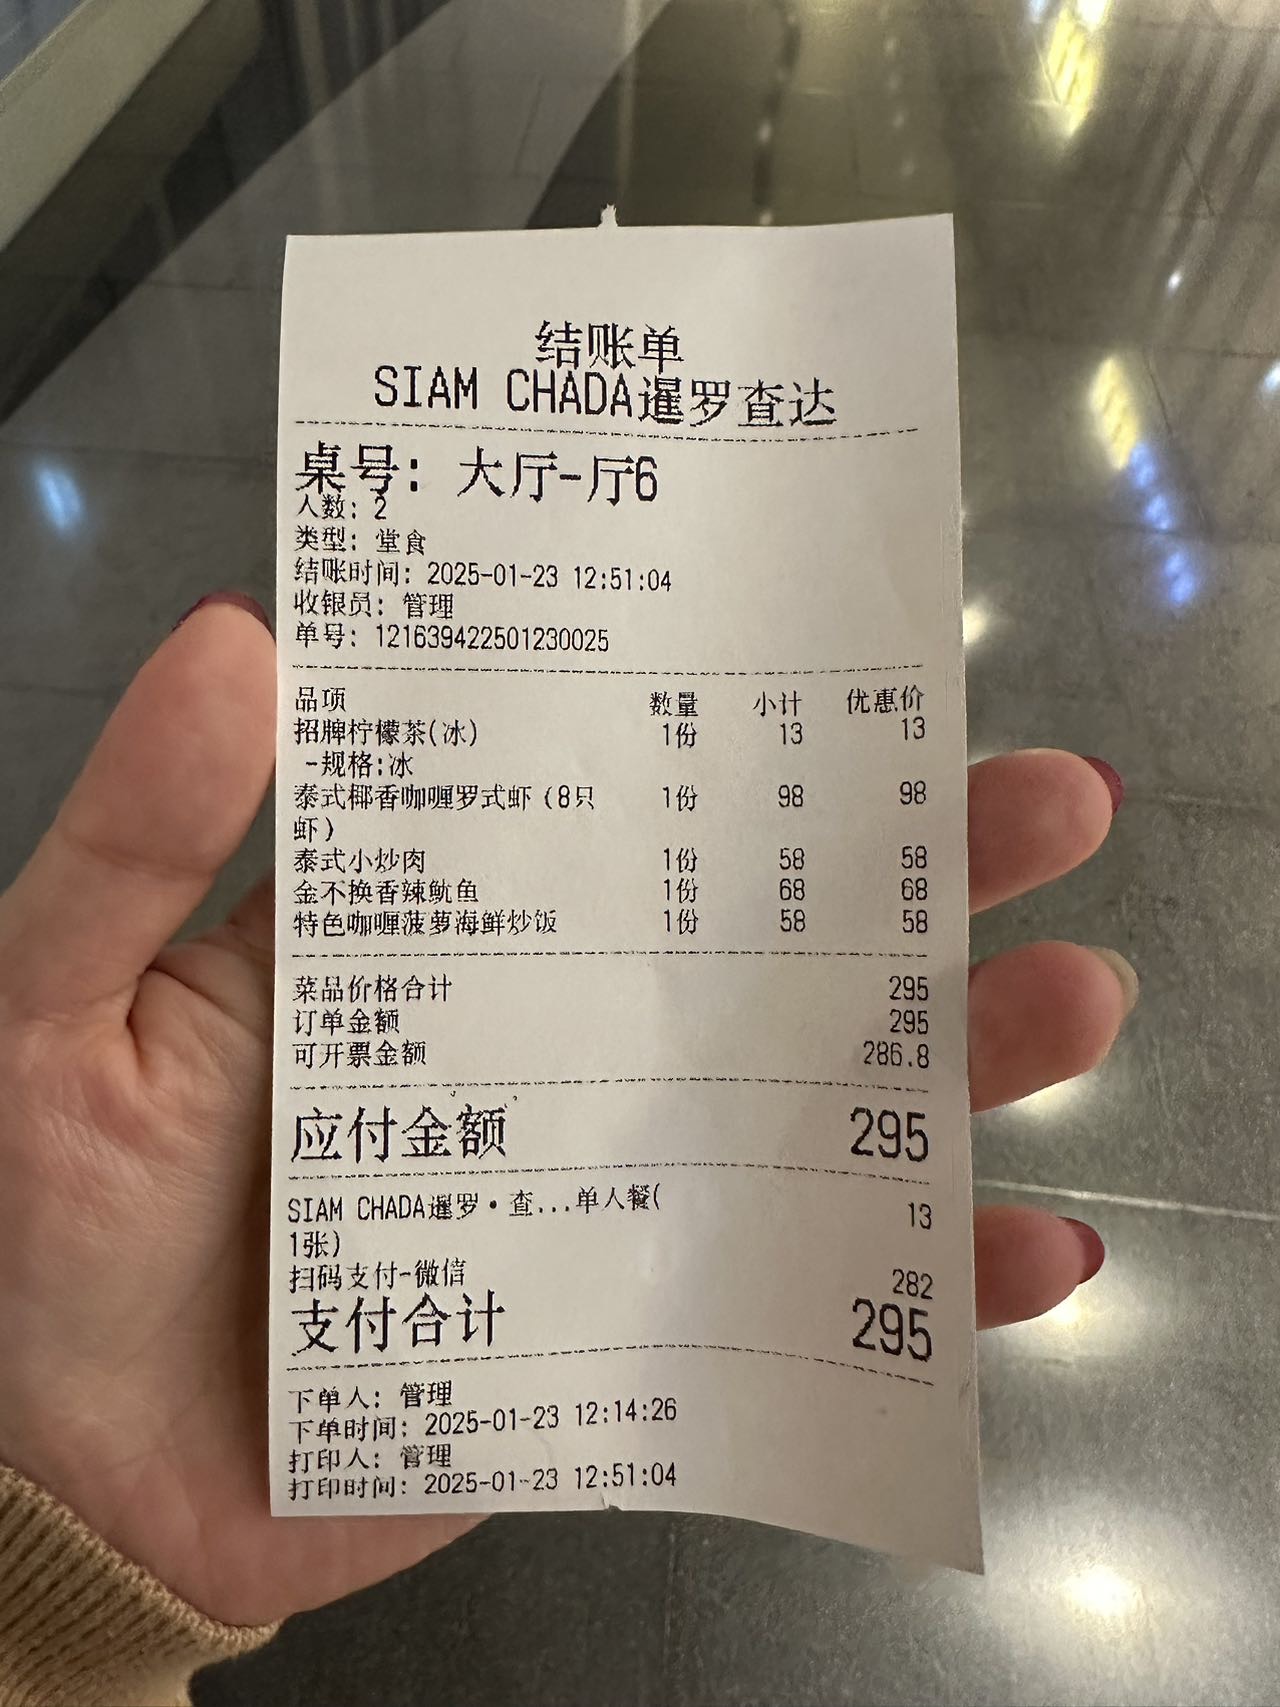 结账单
SIAM CHADA暹罗查达
桌号: 大厅-厅6
人数: 2
类型: 堂食
结账时间: 2025-01-23 12:51:04
收银员: 管理
单号: 121639422501230025
品项 数量 小计 优惠价
招牌柠檬茶(冰) 1份 13 13
-规格:冰
泰式椰香咖喱罗式虾(8只 1份 98 98
虾)
泰式小炒肉 1份 58 58
金不换香辣鱿鱼 1份 68 68
特色咖喱菠萝海鲜炒饭 1份 58 58
菜品价格合计 295
订单金额 295
可开票金额 286.8
应付金额 295
SIAM CHADA暹罗·查...单人餐( 13
1张)
扫码支付-微信 282
支付合计 295
下单人: 管理
下单时间: 2025-01-23 12:14:26
打印人: 管理
打印时间: 2025-01-23 12:51:04